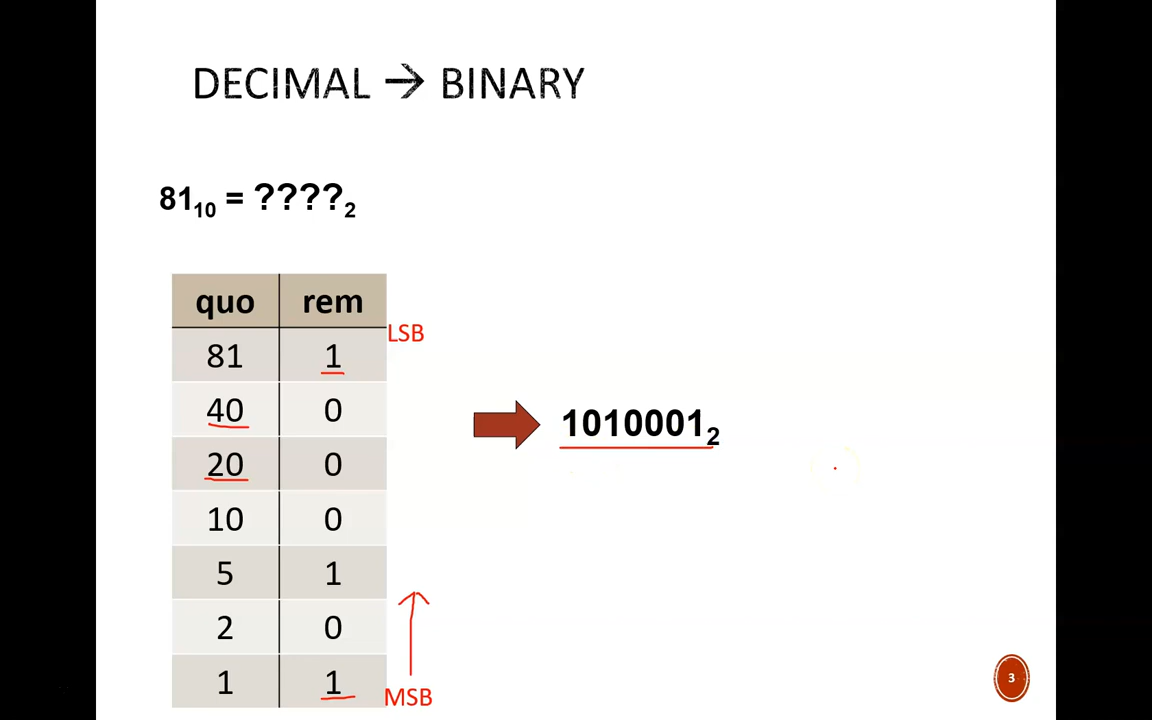 DECIMAL → BINARY
81₁₀ = ????₂
quo rem
LSB
81 1
40 0
20 0
1010001₂
10 0
5 1
2 0
1 1
MSB
3